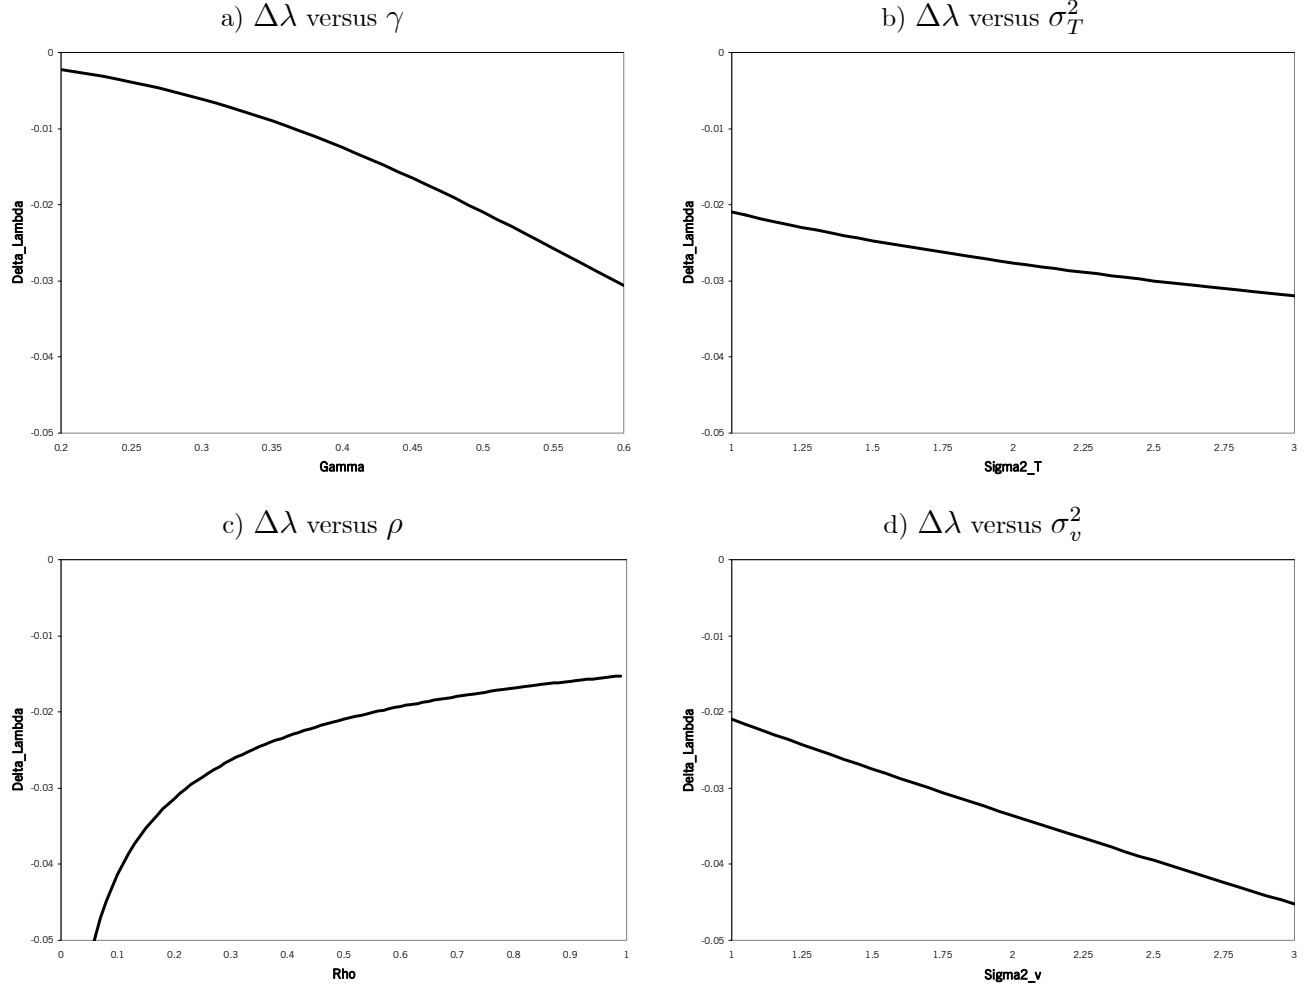 a) Δλ versus γ
b) Δλ versus σ_T^2
0
-0.01
-0.02
-0.03
-0.04
-0.05
Delta_Lambda
0.2 0.25 0.3 0.35 0.4 0.45 0.5 0.55 0.6
Gamma
0
-0.01
-0.02
-0.03
-0.04
-0.05
Delta_Lambda
1 1.25 1.5 1.75 2 2.25 2.5 2.75 3
Sigma2_T
c) Δλ versus ρ
d) Δλ versus σ_v^2
0
-0.01
-0.02
-0.03
-0.04
-0.05
Delta_Lambda
0 0.1 0.2 0.3 0.4 0.5 0.6 0.7 0.8 0.9 1
Rho
0
-0.01
-0.02
-0.03
-0.04
-0.05
Delta_Lambda
1 1.25 1.5 1.75 2 2.25 2.5 2.75 3
Sigma2_v